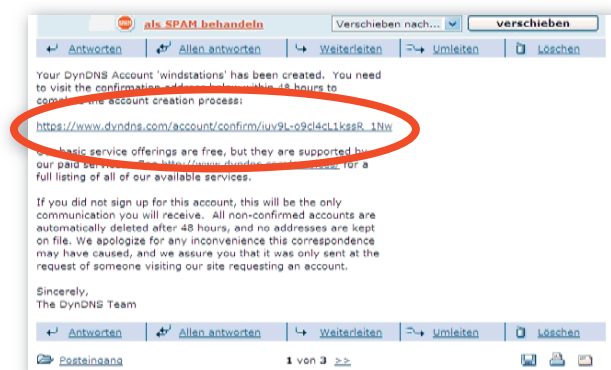 SPAM als SPAM behandeln Verschieben nach... verschieben
Antworten Allen antworten Weiterleiten Umleiten Löschen
Your DynDNS Account 'windstations' has been created. You need
to visit the confirmation address below within 48 hours to
complete the account creation process:
https://www.dyndns.com/account/confirm/iuv9L-o9cl4cL1kssR_1Nw
basic service offerings are free, but they are supported by
our paid services. See http://www.dyndns.com/services/ for a
full listing of all of our available services.
If you did not sign up for this account, this will be the only
communication you will receive. All non-confirmed accounts are
automatically deleted after 48 hours, and no addresses are kept
on file. We apologize for any inconvenience this correspondence
may have caused, and we assure you that it was only sent at the
request of someone visiting our site requesting an account.
Sincerely,
The DynDNS Team
Antworten Allen antworten Weiterleiten Umleiten Löschen
Posteingang 1 von 3 >>